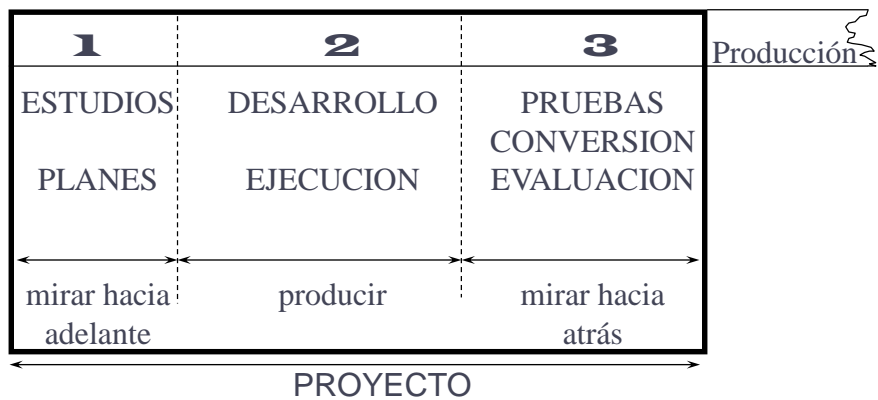 1
2
3
Producción
ESTUDIOS
PLANES
DESARROLLO
EJECUCION
PRUEBAS
CONVERSION
EVALUACION
mirar hacia
adelante
producir
mirar hacia
atrás
PROYECTO